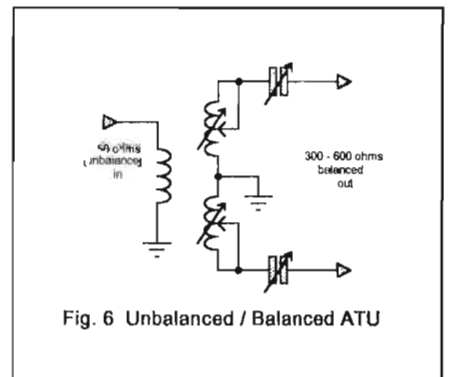 50 ohms
unbalanced
in
300 - 600 ohms
balanced
out
Fig. 6 Unbalanced / Balanced ATU